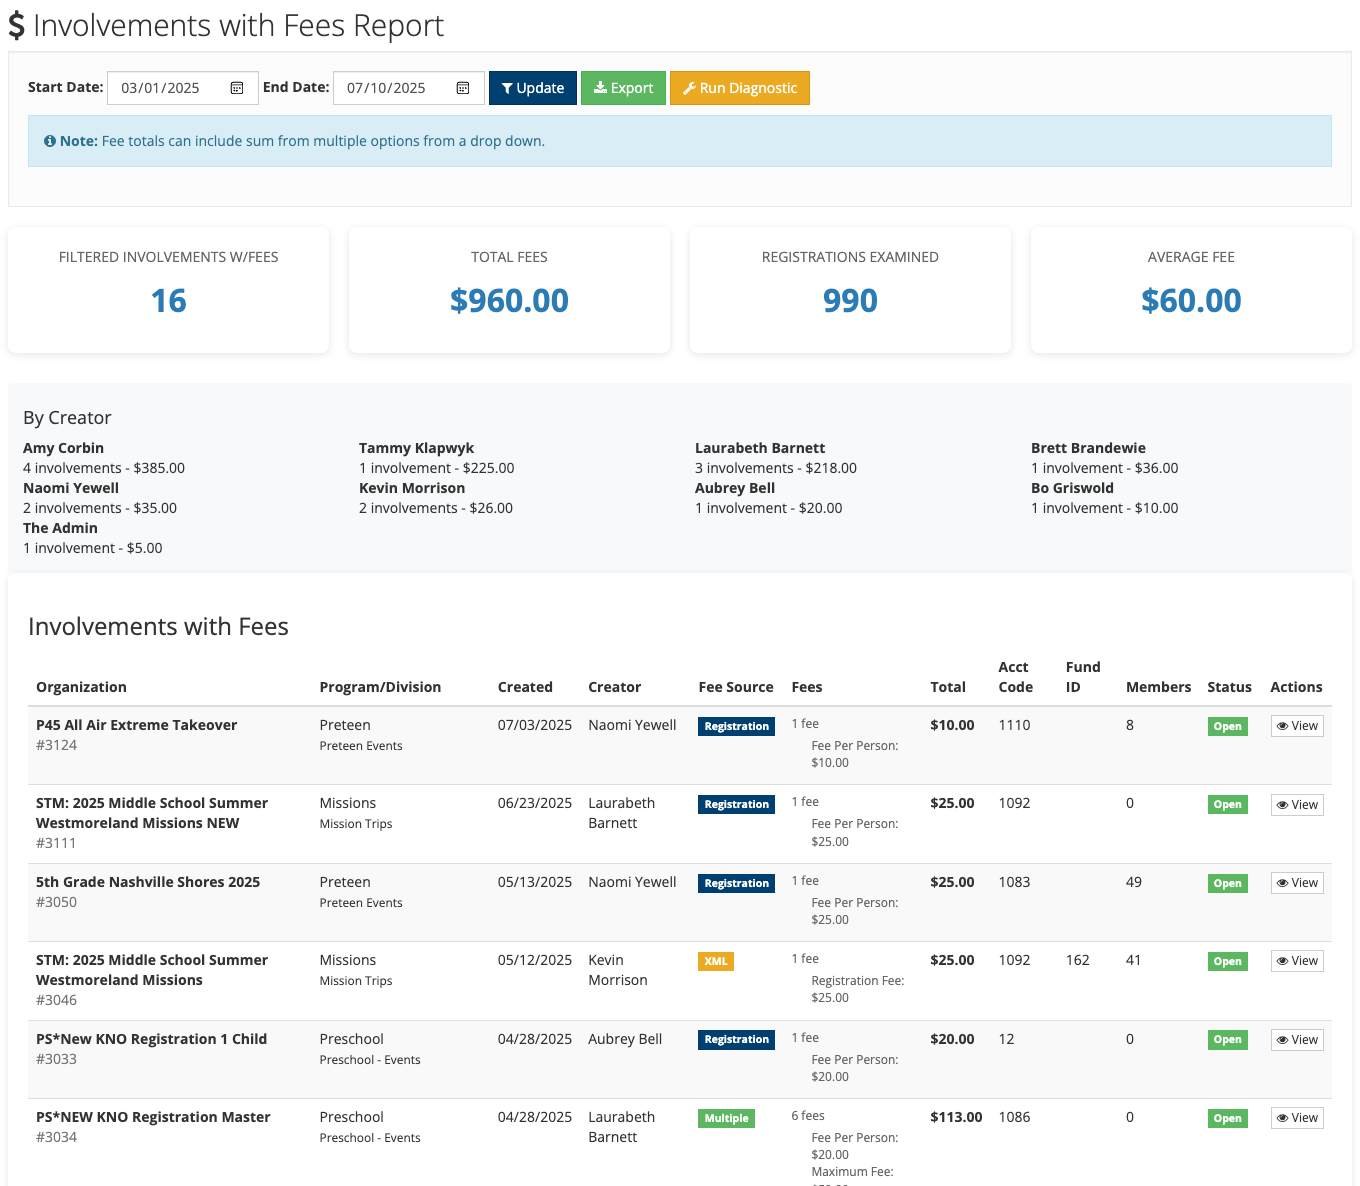 $ Involvements with Fees Report
Start Date: 03/01/2025 End Date: 07/10/2025 Update Export Run Diagnostic
Note: Fee totals can include sum from multiple options from a drop down.
FILTERED INVOLVEMENTS W/FEES
16
TOTAL FEES
$960.00
REGISTRATIONS EXAMINED
990
AVERAGE FEE
$60.00
By Creator
Amy Corbin
4 involvements - $385.00
Tammy Klapwyk
1 involvement - $225.00
Laurabeth Barnett
3 involvements - $218.00
Brett Brandewie
1 involvement - $36.00
Naomi Yewell
2 involvements - $35.00
Kevin Morrison
2 involvements - $26.00
Aubrey Bell
1 involvement - $20.00
Bo Griswold
1 involvement - $10.00
The Admin
1 involvement - $5.00
Involvements with Fees
Organization Program/Division Created Creator Fee Source Fees Total Acct Code Fund ID Members Status Actions
P45 All Air Extreme Takeover
#3124
Preteen
Preteen Events
07/03/2025
Naomi Yewell
Registration
1 fee
Fee Per Person:
$10.00
$10.00
1110
8
Open
View
STM: 2025 Middle School Summer
Westmoreland Missions NEW
#3111
Missions
Mission Trips
06/23/2025
Laurabeth
Barnett
Registration
1 fee
Fee Per Person:
$25.00
$25.00
1092
0
Open
View
5th Grade Nashville Shores 2025
#3050
Preteen
Preteen Events
05/13/2025
Naomi Yewell
Registration
1 fee
Fee Per Person:
$25.00
$25.00
1083
49
Open
View
STM: 2025 Middle School Summer
Westmoreland Missions
#3046
Missions
Mission Trips
05/12/2025
Kevin
Morrison
XML
1 fee
Registration Fee:
$25.00
$25.00
1092
162
41
Open
View
PS*New KNO Registration 1 Child
#3033
Preschool
Preschool - Events
04/28/2025
Aubrey Bell
Registration
1 fee
Fee Per Person:
$20.00
$20.00
12
0
Open
View
PS*NEW KNO Registration Master
#3034
Preschool
Preschool - Events
04/28/2025
Laurabeth
Barnett
Multiple
6 fees
Fee Per Person:
$20.00
Maximum Fee:
$113.00
1086
0
Open
View